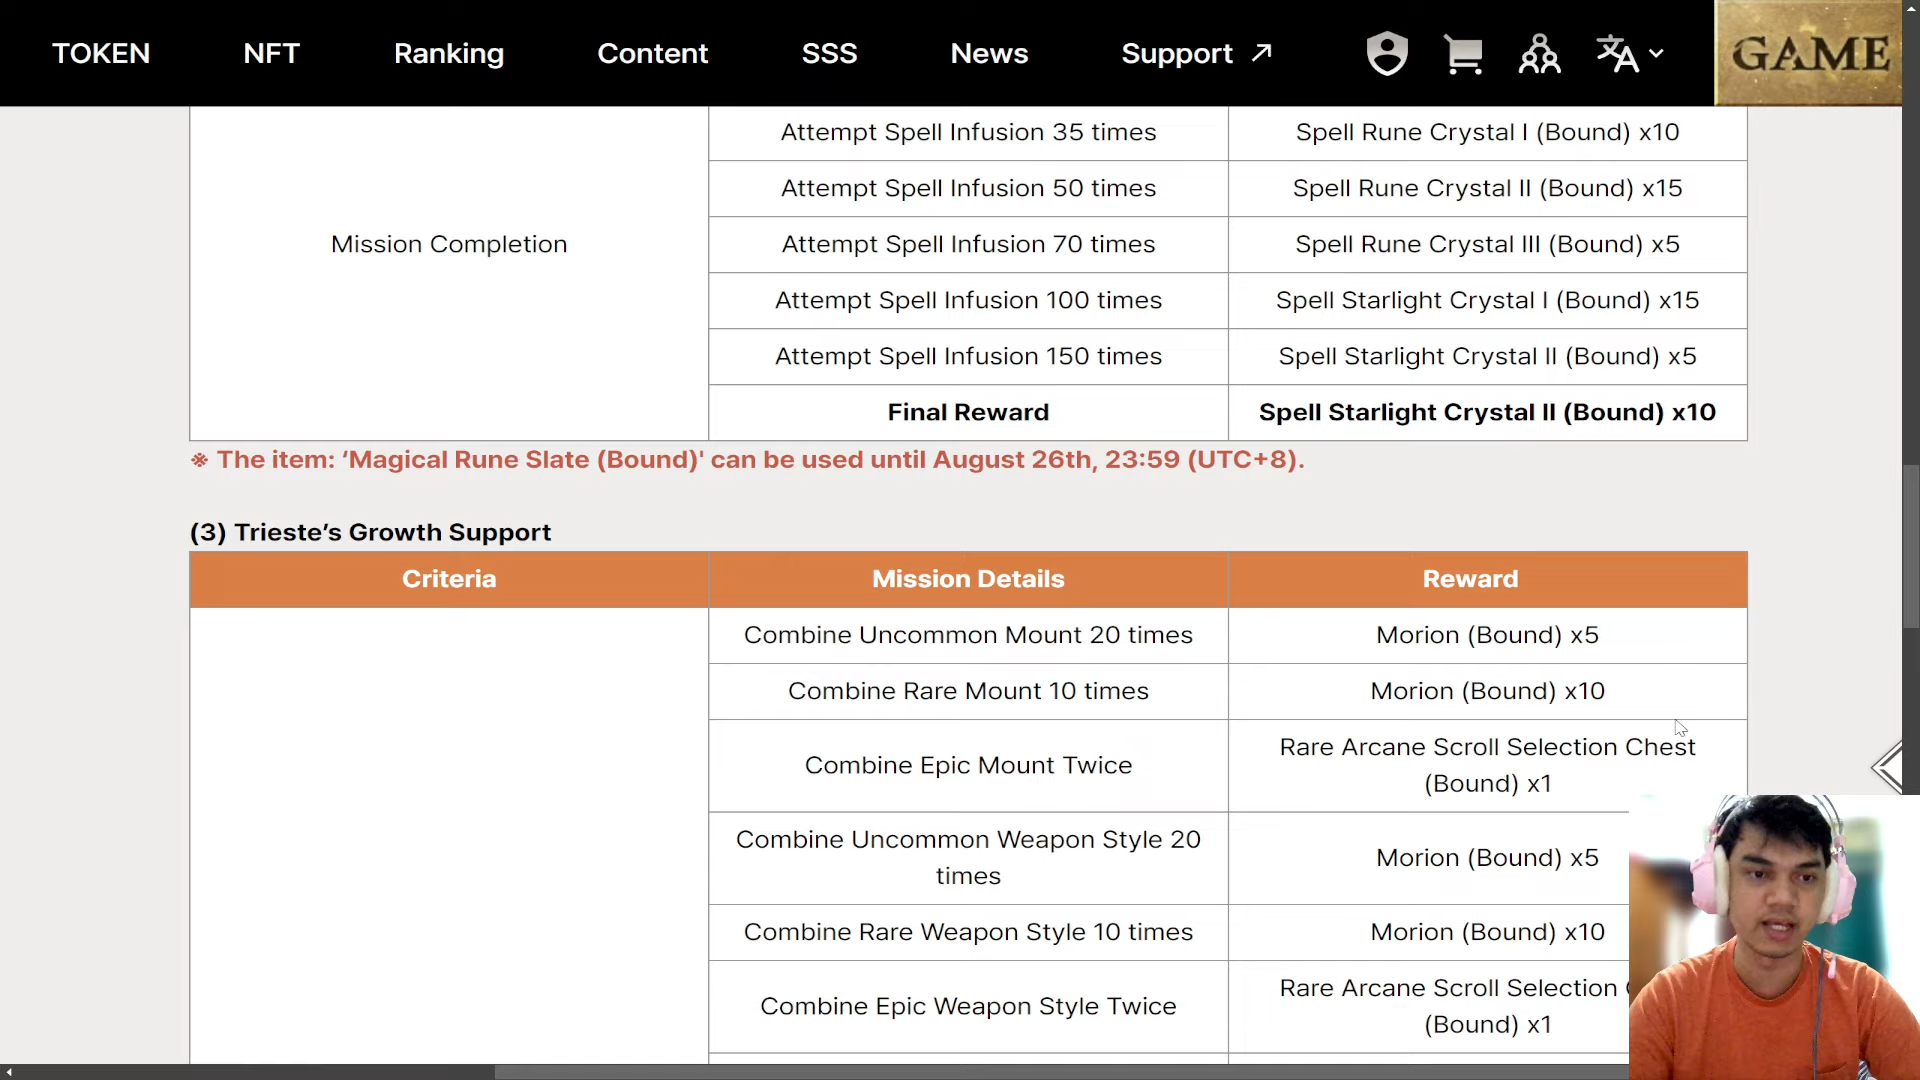 TOKEN NFT Ranking Content SSS News Support GAME
Attempt Spell Infusion 35 times Spell Rune Crystal I (Bound) x10
Attempt Spell Infusion 50 times Spell Rune Crystal II (Bound) x15
Mission Completion Attempt Spell Infusion 70 times Spell Rune Crystal III (Bound) x5
Attempt Spell Infusion 100 times Spell Starlight Crystal I (Bound) x15
Attempt Spell Infusion 150 times Spell Starlight Crystal II (Bound) x5
Final Reward Spell Starlight Crystal II (Bound) x10
※ The item: ‘Magical Rune Slate (Bound)' can be used until August 26th, 23:59 (UTC+8).
(3) Trieste’s Growth Support
Criteria Mission Details Reward
Combine Uncommon Mount 20 times Morion (Bound) x5
Combine Rare Mount 10 times Morion (Bound) x10
Combine Epic Mount Twice Rare Arcane Scroll Selection Chest
(Bound) x1
Combine Uncommon Weapon Style 20
times Morion (Bound) x5
Combine Rare Weapon Style 10 times Morion (Bound) x10
Combine Epic Weapon Style Twice Rare Arcane Scroll Selection
(Bound) x1